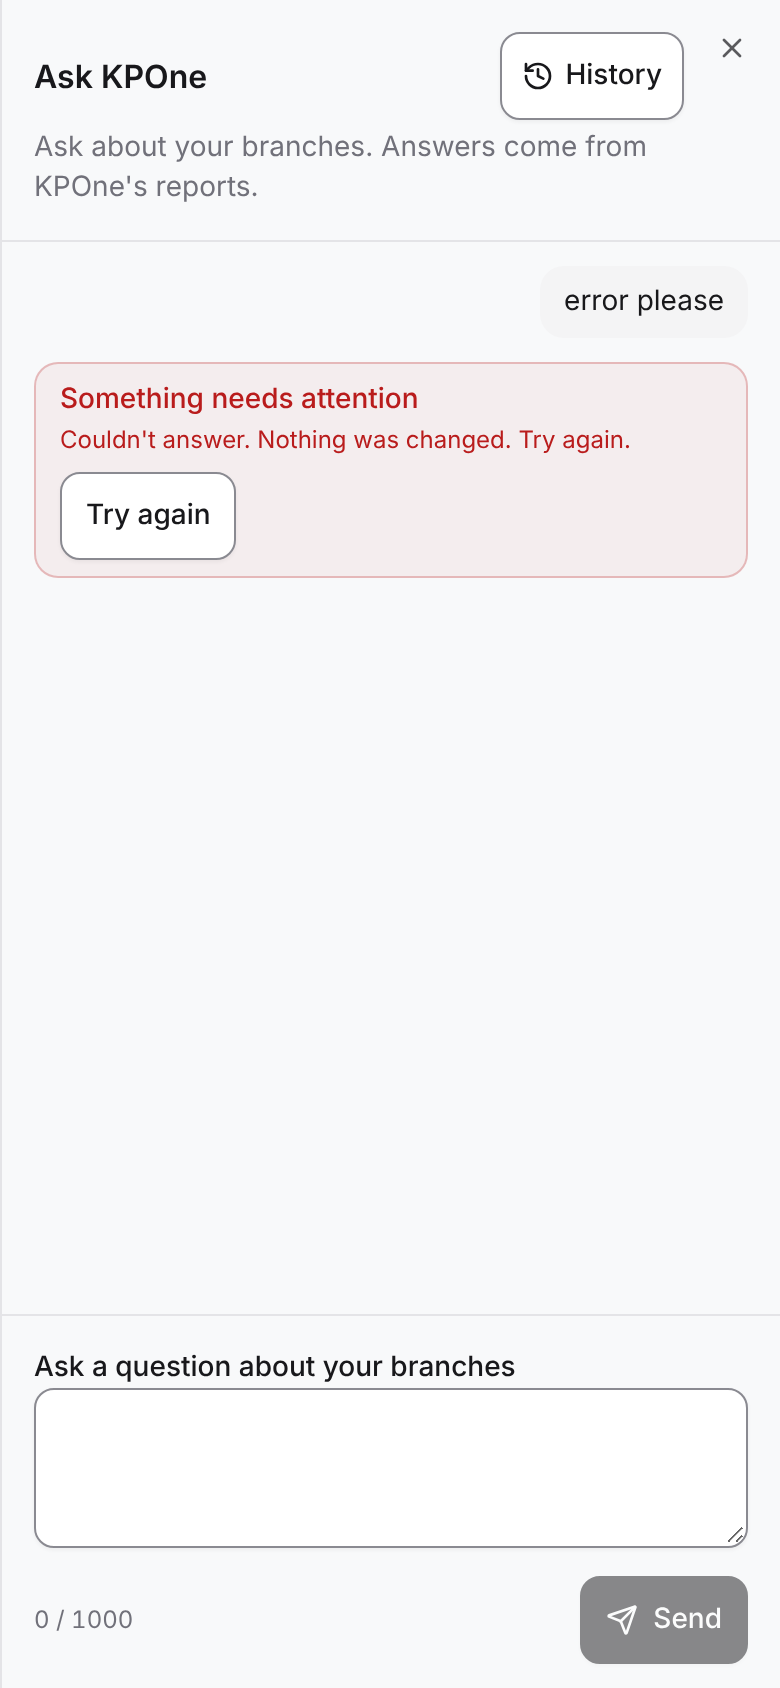 Ask KPOne
History
Ask about your branches. Answers come from
KPOne's reports.
error please
Something needs attention
Couldn't answer. Nothing was changed. Try again.
Try again
Ask a question about your branches
0 / 1000
Send